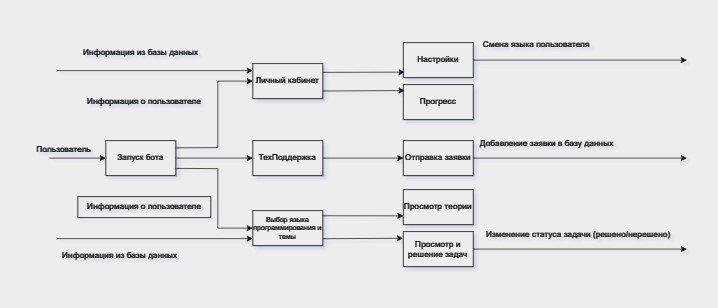 Информация из базы данных
Смена языка пользователя
Настройки
Личный кабинет
Информация о пользователе
Прогресс
Пользователь
Запуск бота
ТехПоддержка
Отправка заявки
Добавление заявки в базу данных
Информация о пользователе
Просмотр теории
Выбор языка
программирования и
темы
Изменение статуса задачи (решено/нерешено)
Просмотр и
решение задач
Информация из базы данных